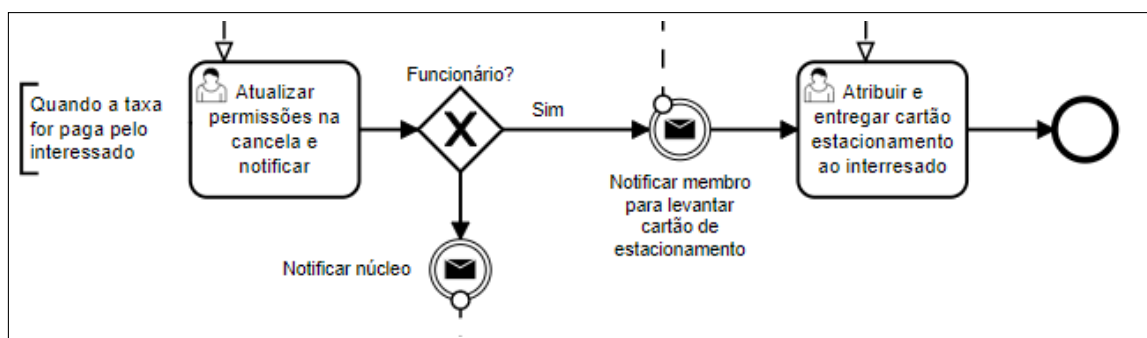 Quando a taxa
for paga pelo
interessado
Atualizar
permissões na
cancela e
notificar
Funcionário?
X
Sim
Notificar núcleo
Notificar membro
para levantar
cartão de
estacionamento
Atribuir e
entregar cartão
estacionamento
ao interresado